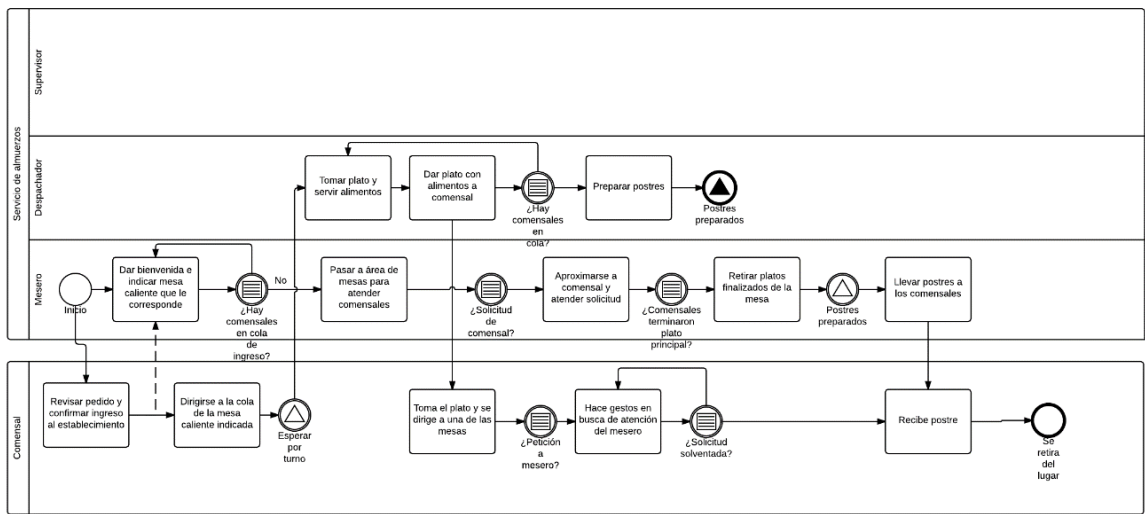 Servicio de almuerzos
Supervisor
Despachador
Tomar plato y
servir alimentos
Dar plato con
alimentos a
comensal
¿Hay
comensales
en
cola?
Preparar postres
Postres
preparados
Mesero
Inicio
Dar bienvenida e
indicar mesa
caliente que le
corresponde
¿Hay
comensales
en cola
de
ingreso?
No
Pasar a área de
mesas para
atender
comensales
¿Solicitud
de
comensal?
Aproximarse a
comensal y
atender solicitud
¿Comensales
terminaron
plato
principal?
Retirar platos
finalizados de la
mesa
Postres
preparados
Llevar postres a
los comensales
Comensal
Revisar pedido y
confirmar ingreso
al establecimiento
Dirigirse a la cola
de la mesa
caliente indicada
Esperar
por
turno
Toma el plato y se
dirige a una de las
mesas
¿Petición
a
mesero?
Hace gestos en
busca de atención
del mesero
¿Solicitud
solventada?
Recibe postre
Se
retira
del
lugar